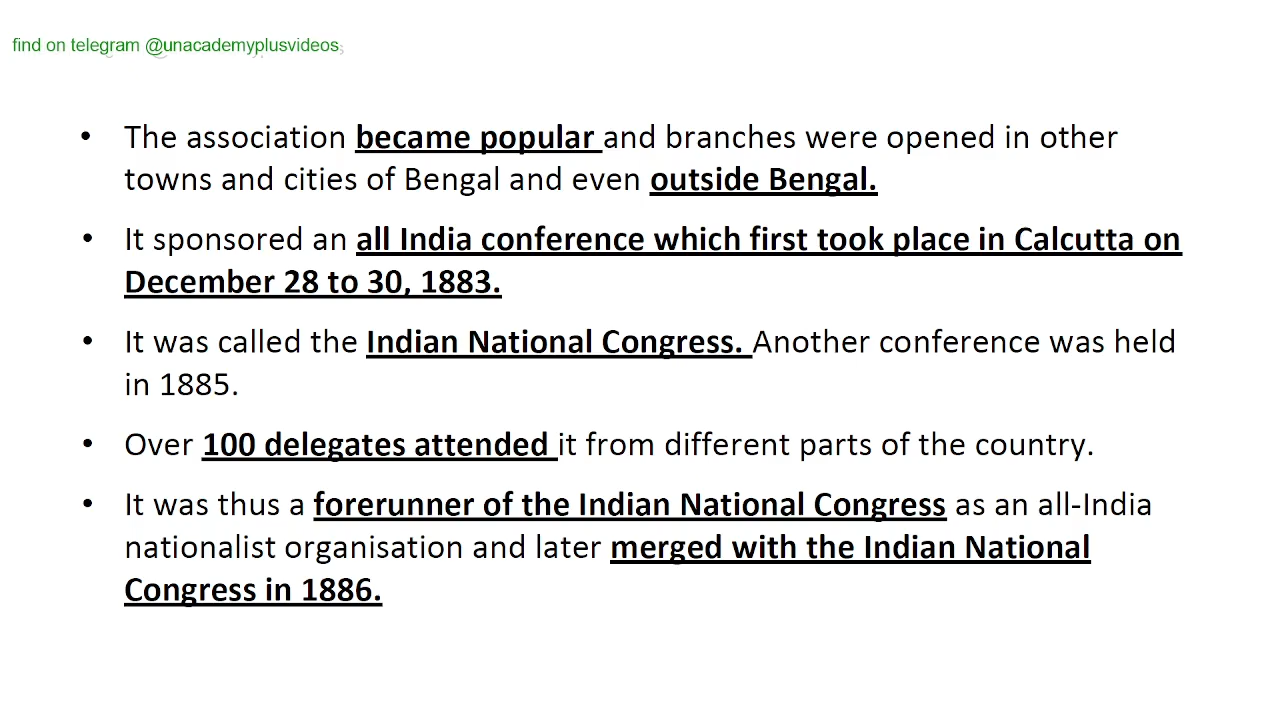 find on telegram @unacademyplusvideos
• The association became popular and branches were opened in other
towns and cities of Bengal and even outside Bengal.
• It sponsored an all India conference which first took place in Calcutta on
December 28 to 30, 1883.
• It was called the Indian National Congress. Another conference was held
in 1885.
• Over 100 delegates attended it from different parts of the country.
• It was thus a forerunner of the Indian National Congress as an all-India
nationalist organisation and later merged with the Indian National
Congress in 1886.